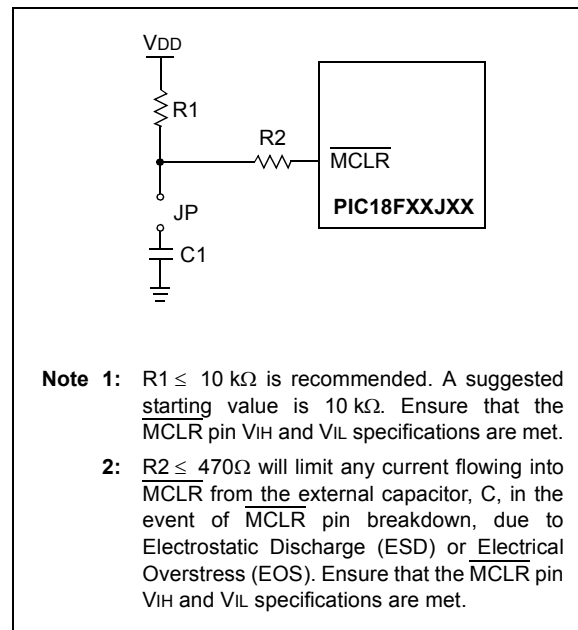 VDD
R1
R2
MCLR
JP
PIC18FXXJXX
C1
Note 1: R1 ≤ 10 kΩ is recommended. A suggested
starting value is 10 kΩ. Ensure that the
MCLR pin VIH and VIL specifications are met.
2: R2 ≤ 470Ω will limit any current flowing into
MCLR from the external capacitor, C, in the
event of MCLR pin breakdown, due to
Electrostatic Discharge (ESD) or Electrical
Overstress (EOS). Ensure that the MCLR pin
VIH and VIL specifications are met.